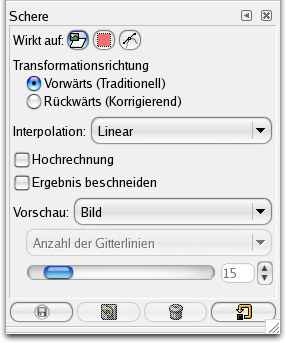 Schere
Wirkt auf:
Transformationsrichtung
Vorwärts (Traditionell)
Rückwärts (Korrigierend)
Interpolation: Linear
Hochrechnung
Ergebnis beschneiden
Vorschau: Bild
Anzahl der Gitterlinien
15